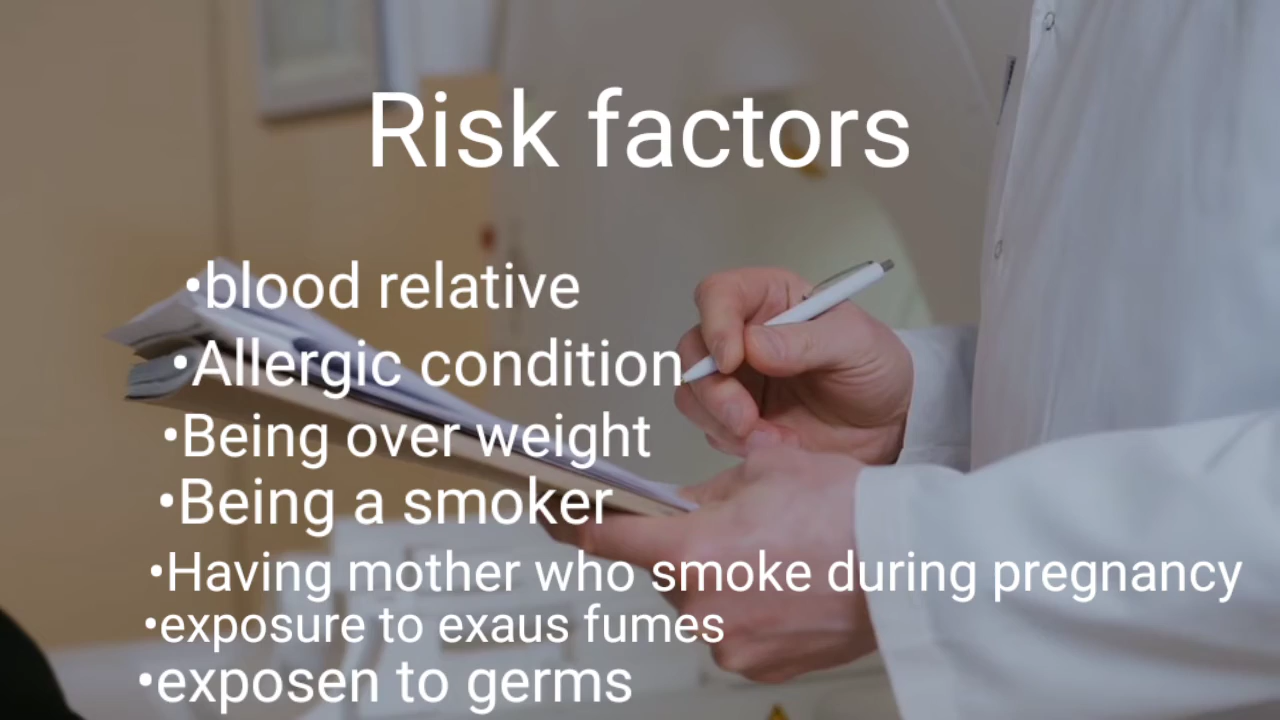 Risk factors
•blood relative
•Allergic condition
•Being over weight
•Being a smoker
•Having mother who smoke during pregnancy
•exposure to exaus fumes
•exposen to germs